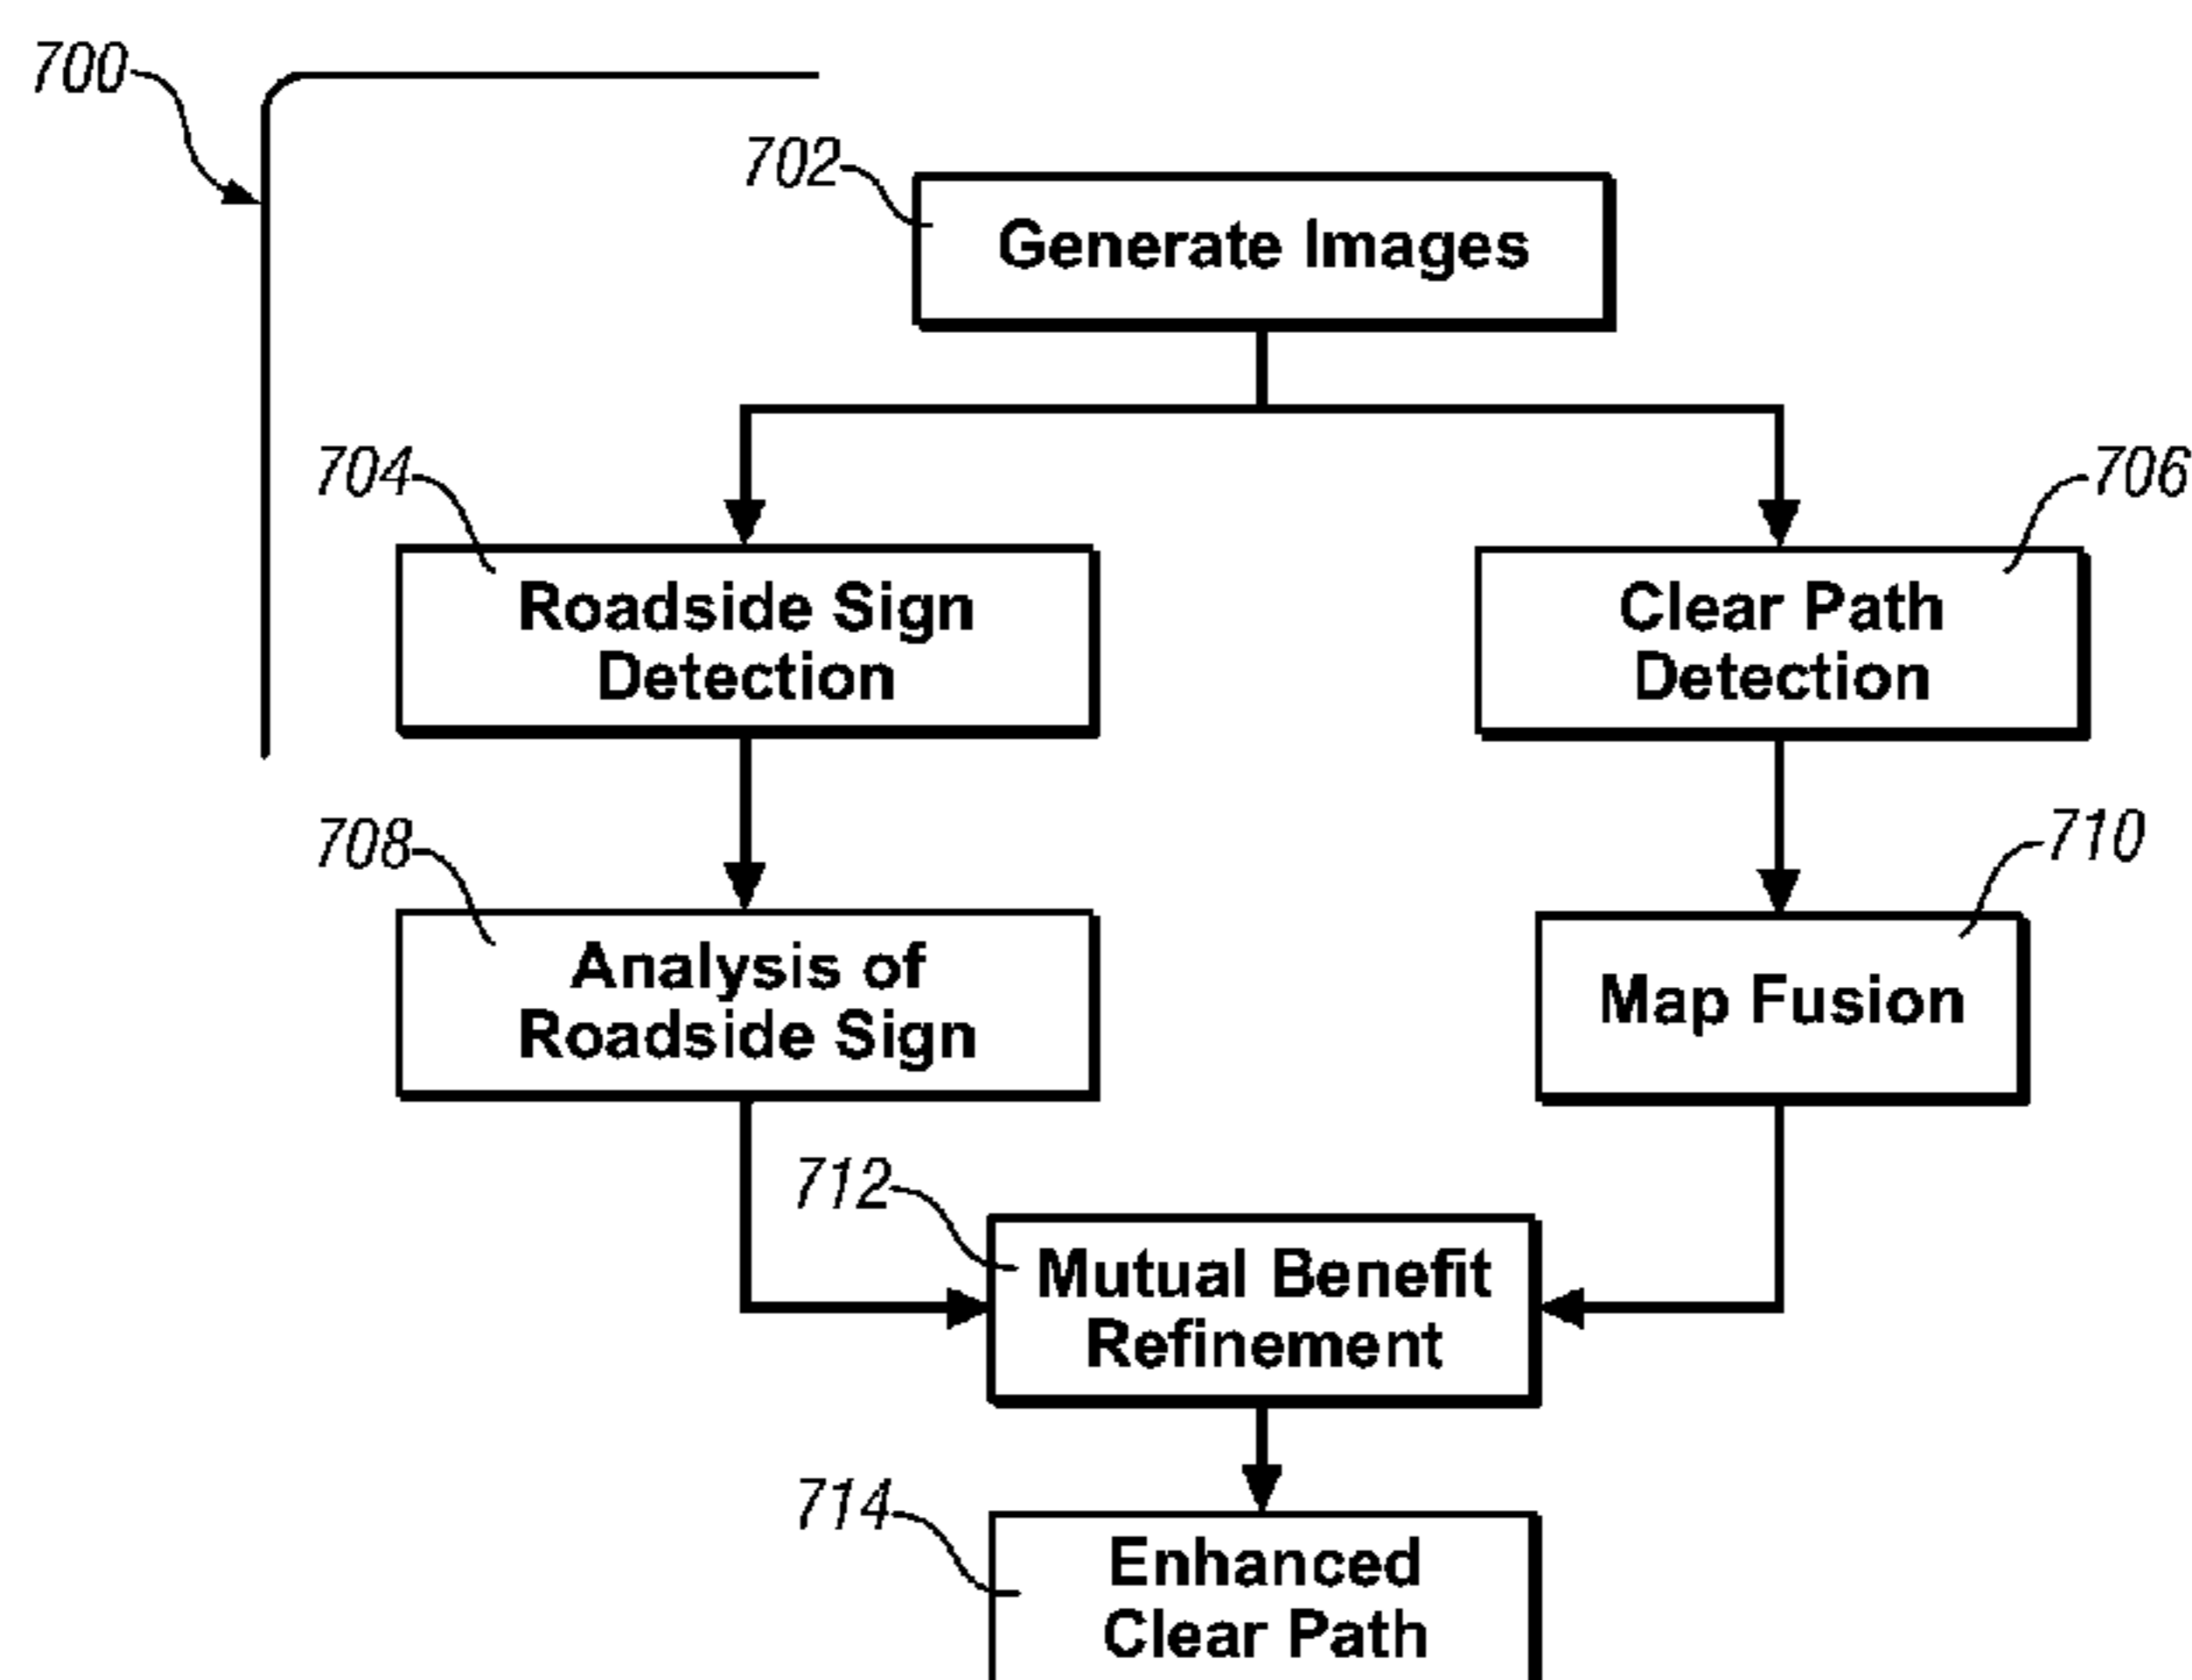 700
702
Generate Images
704
706
Roadside Sign
Detection
Clear Path
Detection
708
710
Analysis of
Roadside Sign
Map Fusion
712
Mutual Benefit
Refinement
714
Enhanced
Clear Path